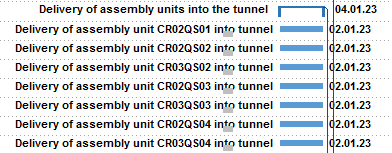 Delivery of assembly units into the tunnel 04.01.23
Delivery of assembly unit CR02QS01 into tunnel 02.01.23
Delivery of assembly unit CR03QS02 into tunnel 02.01.23
Delivery of assembly unit CR02QS02 into tunnel 02.01.23
Delivery of assembly unit CR02QS03 into tunnel 02.01.23
Delivery of assembly unit CR03QS03 into tunnel 02.01.23
Delivery of assembly unit CR02QS04 into tunnel 02.01.23
Delivery of assembly unit CR03QS04 into tunnel 02.01.23